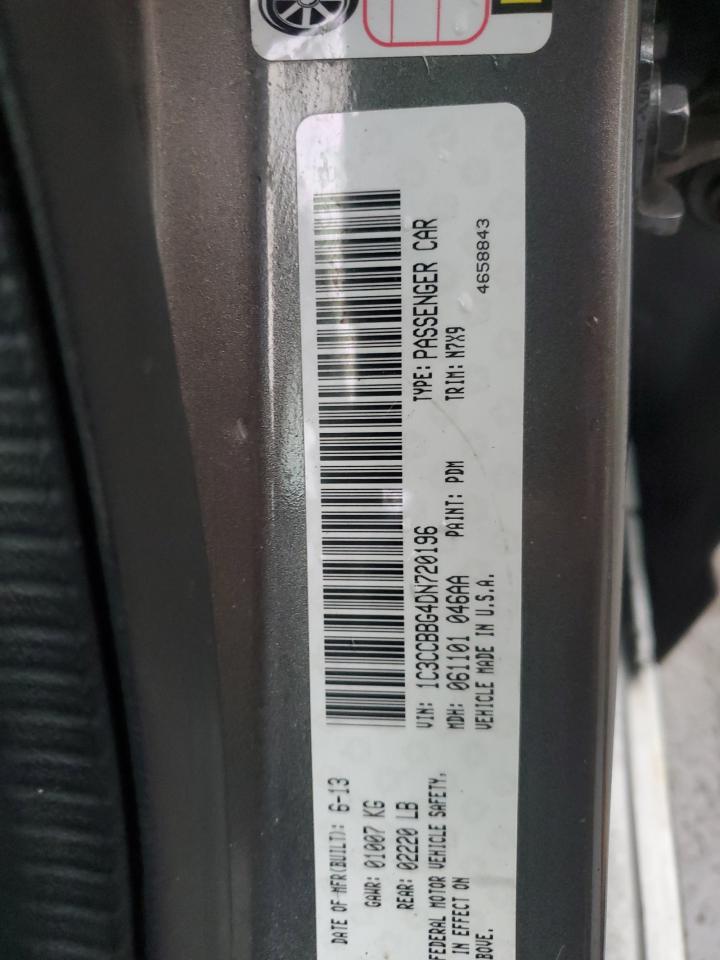 DATE OF MFR(BUILT): 6-13
GAWR: 01007 KG
REAR: 02220 LB
FEDERAL MOTOR VEHICLE SAFETY,
IN EFFECT ON
BOVE.
VIN: 1C3CCBBG4DN720196 TYPE: PASSENGER CAR
MDH: 061101 046AA PAINT: PDM TRIM: N7X9
VEHICLE MADE IN U.S.A. 4658843